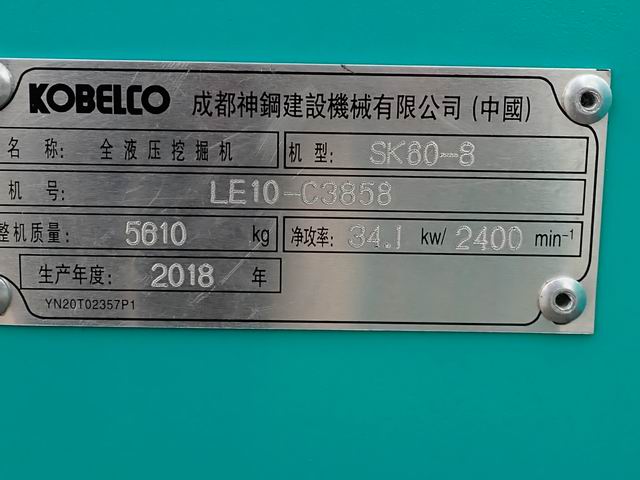 KOBELCO 成都神鋼建設機械有限公司 (中國)
名 称: 全液压挖掘机 机型: SK60-8
机 号: LE10-C3858
整机质量: 5610 kg 净攻率: 34.1 kw/ 2400 min⁻¹
生产年度: 2018 年
YN20T02357P1